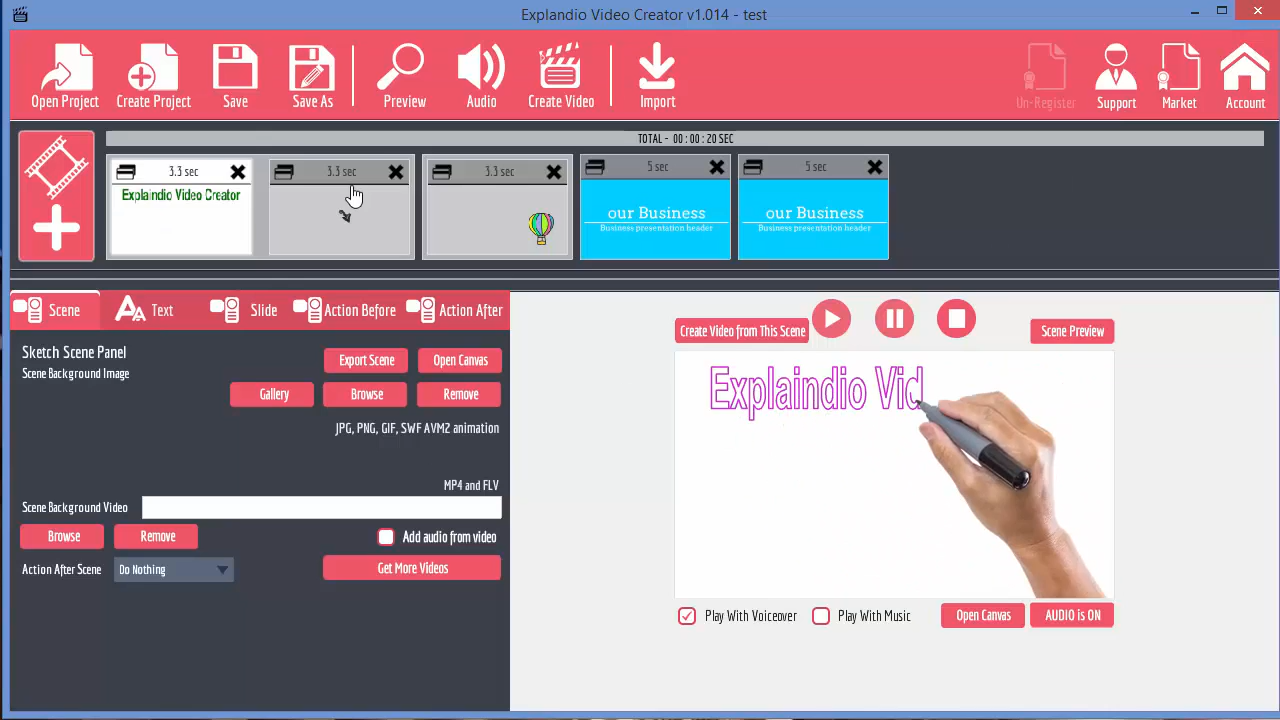 Explandio Video Creator v1.014 - test
Open Project
Create Project
Save
Save As
Preview
Audio
Create Video
Import
Un-Register
Support
Market
Account
TOTAL - 00 : 00 : 20 SEC
3.3 sec
3.3 sec
3.3 sec
5 sec
5 sec
Explaindio Video Creator
our Business
Business presentation header
our Business
Business presentation header
Scene
Text
Slide
Action Before
Action After
Sketch Scene Panel
Scene Background Image
Export Scene
Open Canvas
Gallery
Browse
Remove
JPG, PNG, GIF, SWF AVM2 animation
MP4 and FLV
Scene Background Video
Browse
Remove
Add audio from video
Action After Scene
Do Nothing
Get More Videos
Create Video from This Scene
Scene Preview
Explaindio Vid
Play With Voiceover
Play With Music
Open Canvas
AUDIO is ON